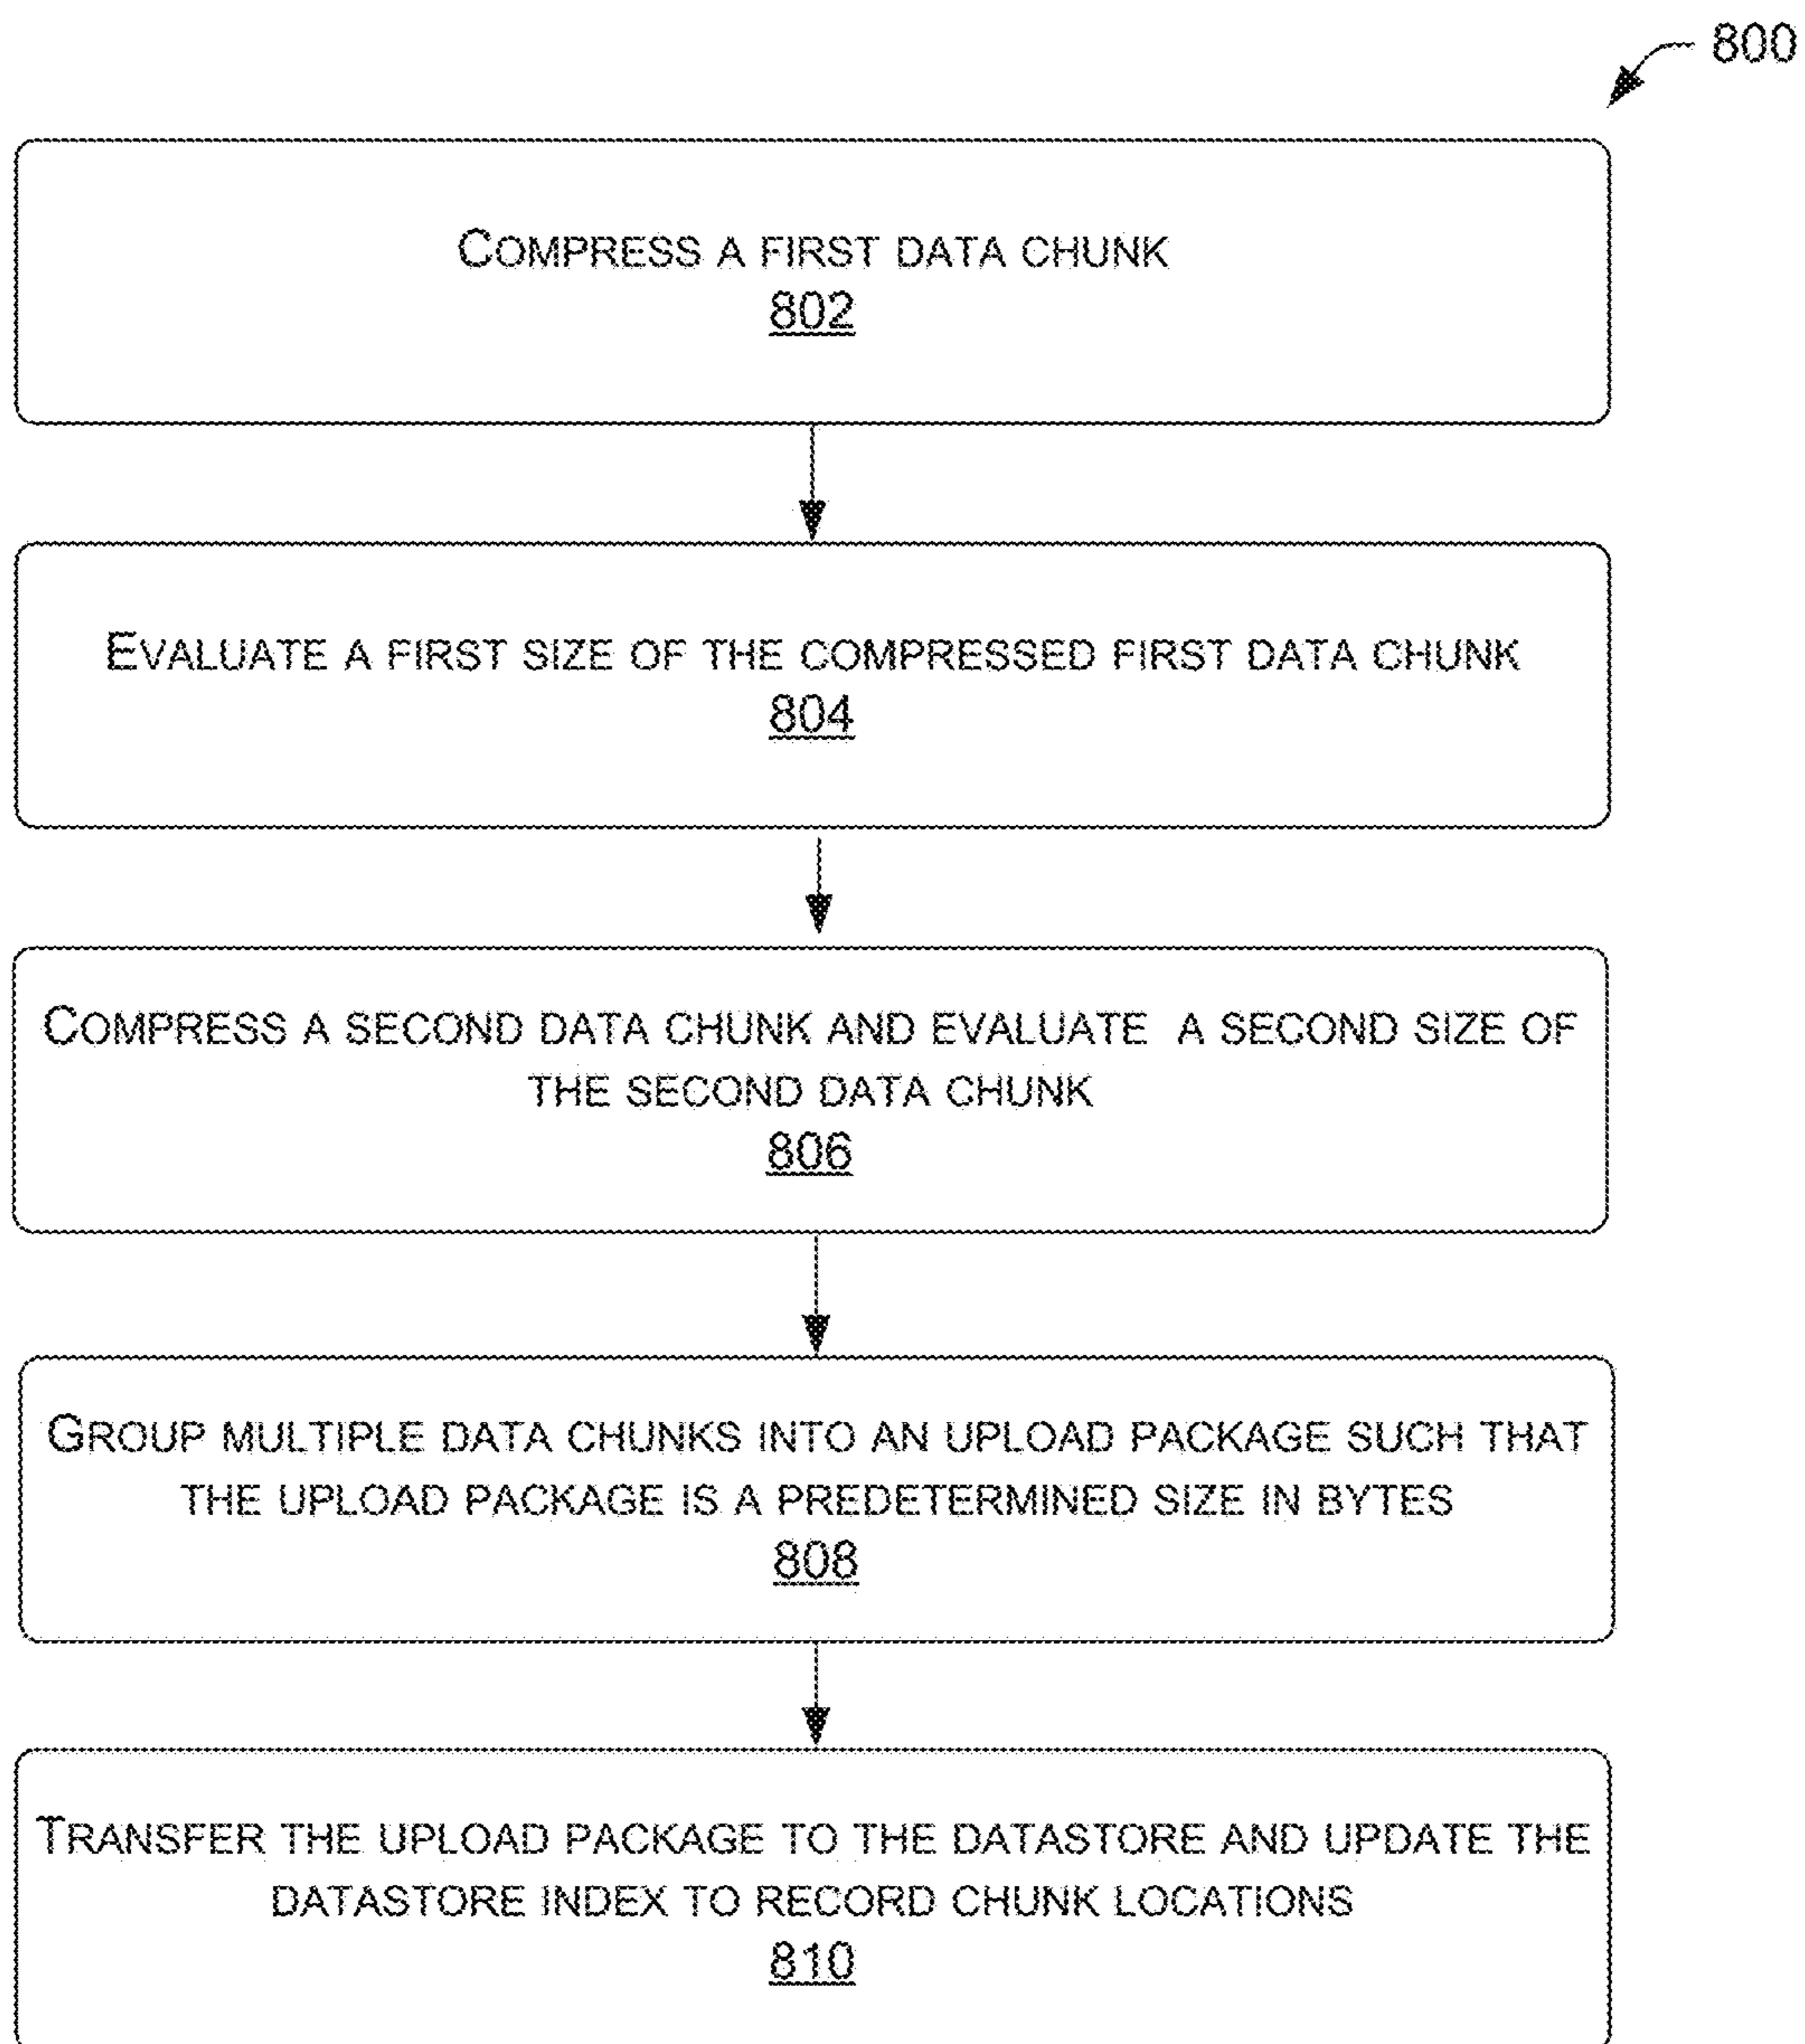 800
COMPRESS A FIRST DATA CHUNK
802
EVALUATE A FIRST SIZE OF THE COMPRESSED FIRST DATA CHUNK
804
COMPRESS A SECOND DATA CHUNK AND EVALUATE A SECOND SIZE OF
THE SECOND DATA CHUNK
806
GROUP MULTIPLE DATA CHUNKS INTO AN UPLOAD PACKAGE SUCH THAT
THE UPLOAD PACKAGE IS A PREDETERMINED SIZE IN BYTES
808
TRANSFER THE UPLOAD PACKAGE TO THE DATASTORE AND UPDATE THE
DATASTORE INDEX TO RECORD CHUNK LOCATIONS
810